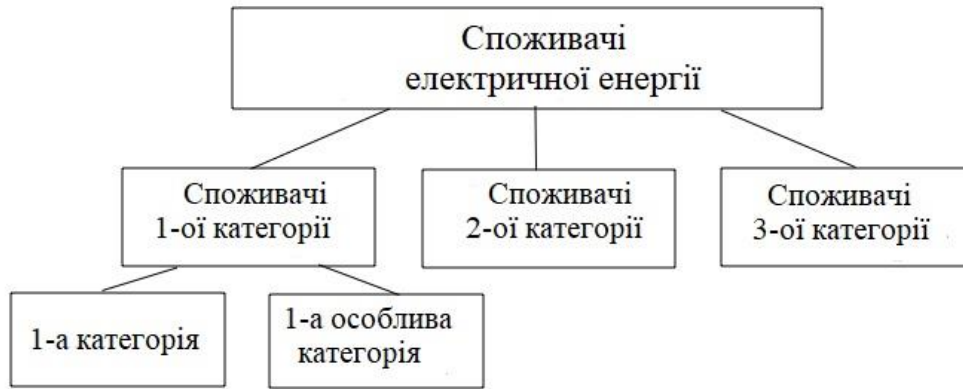 Споживачі
електричної енергії
Споживачі
1-ої категорії
Споживачі
2-ої категорії
Споживачі
3-ої категорії
1-а категорія
1-а особлива
категорія